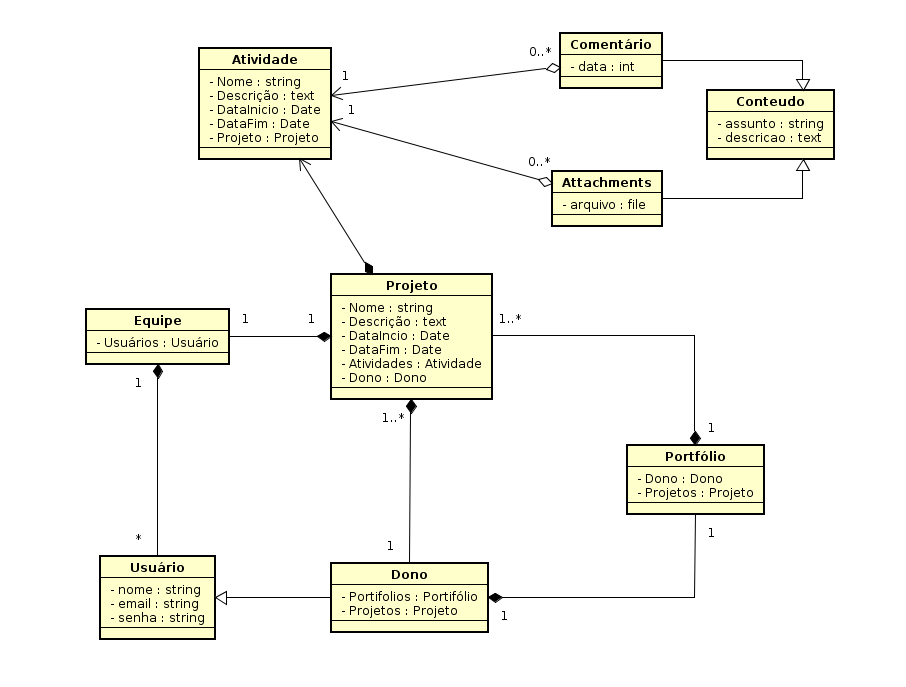 Atividade
- Nome : string
- Descrição : text
- DataInicio : Date
- DataFim : Date
- Projeto : Projeto
1
1
0..*
Comentário
- data : int
Conteudo
- assunto : string
- descricao : text
0..*
Attachments
- arquivo : file
Projeto
- Nome : string
- Descrição : text
- DataIncio : Date
- DataFim : Date
- Atividades : Atividade
- Dono : Dono
Equipe
- Usuários : Usuário
1
1
1..*
1
1..*
1
Portfólio
- Dono : Dono
- Projetos : Projeto
1
*
Usuário
- nome : string
- email : string
- senha : string
1
Dono
- Portifolios : Portifólio
- Projetos : Projeto
1